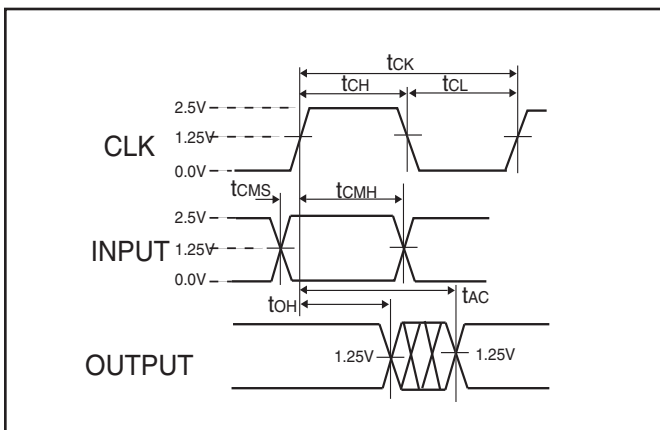 tCK
tCH tCL
2.5V
1.25V
CLK
0.0V
tCMS tCMH
2.5V
INPUT 1.25V
0.0V
tAC
tOH
1.25V 1.25V
OUTPUT